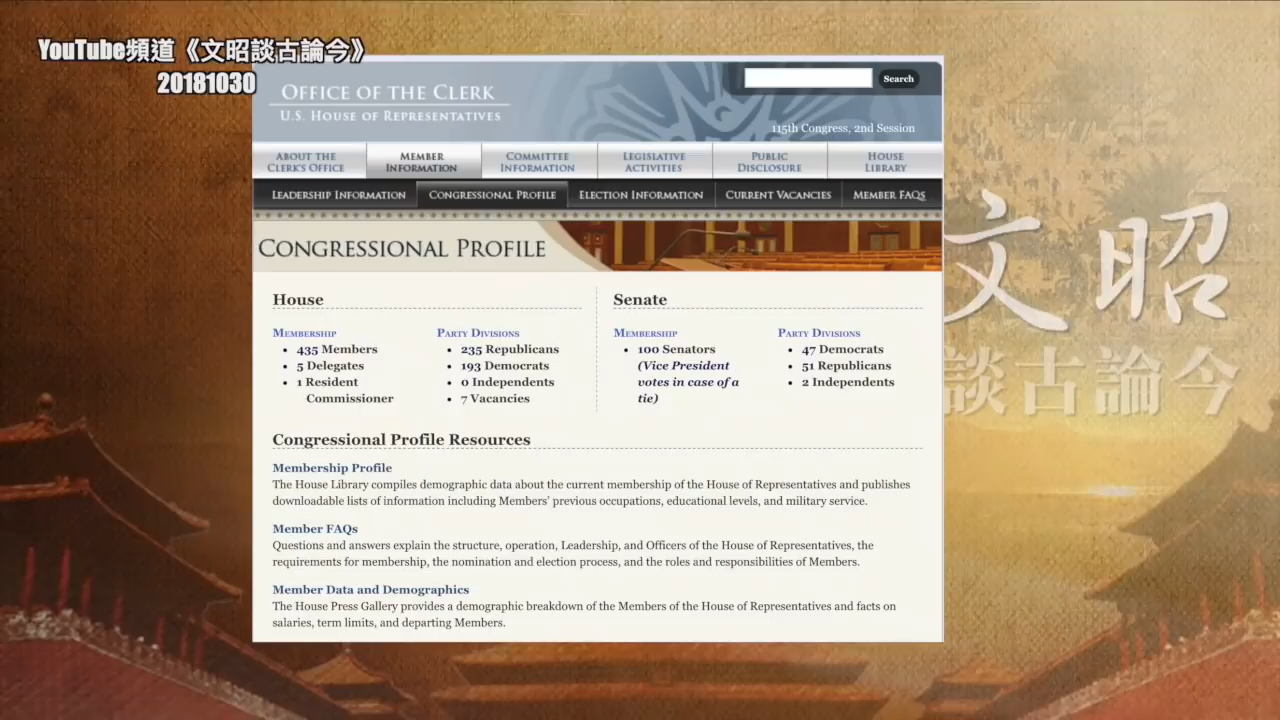 YouTube頻道《文昭談古論今》
20181030
OFFICE OF THE CLERK
U.S. HOUSE OF REPRESENTATIVES
Search
115th Congress, 2nd Session
ABOUT THE CLERK'S OFFICE
MEMBER INFORMATION
COMMITTEE INFORMATION
LEGISLATIVE ACTIVITIES
PUBLIC DISCLOSURE
HOUSE LIBRARY
LEADERSHIP INFORMATION
CONGRESSIONAL PROFILE
ELECTION INFORMATION
CURRENT VACANCIES
MEMBER FAQS
CONGRESSIONAL PROFILE
House
MEMBERSHIP
• 435 Members
• 5 Delegates
• 1 Resident
Commissioner
PARTY DIVISIONS
• 235 Republicans
• 193 Democrats
• 0 Independents
• 7 Vacancies
Senate
MEMBERSHIP
• 100 Senators
(Vice President
votes in case of a
tie)
PARTY DIVISIONS
• 47 Democrats
• 51 Republicans
• 2 Independents
Congressional Profile Resources
Membership Profile
The House Library compiles demographic data about the current membership of the House of Representatives and publishes
downloadable lists of information including Members' previous occupations, educational levels, and military service.
Member FAQs
Questions and answers explain the structure, operation, Leadership, and Officers of the House of Representatives, the
requirements for membership, the nomination and election process, and the roles and responsibilities of Members.
Member Data and Demographics
The House Press Gallery provides a demographic breakdown of the Members of the House of Representatives and facts on
salaries, term limits, and departing Members.
文昭
談古論今